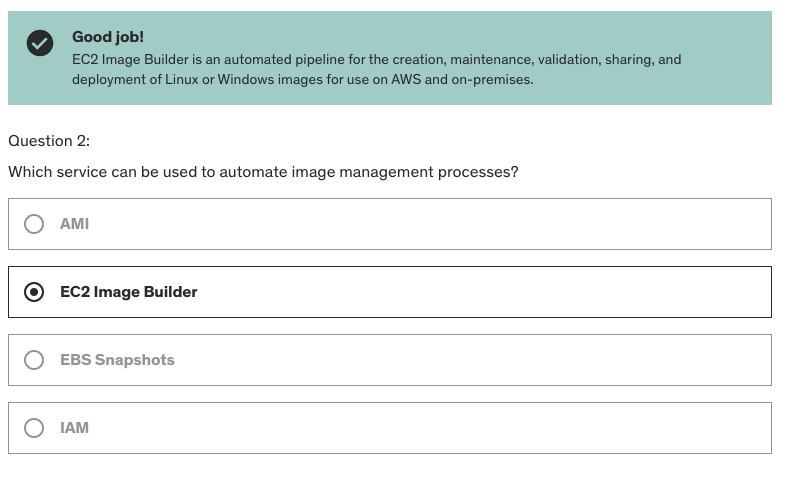 Good job!
EC2 Image Builder is an automated pipeline for the creation, maintenance, validation, sharing, and
deployment of Linux or Windows images for use on AWS and on-premises.
Question 2:
Which service can be used to automate image management processes?
AMI
EC2 Image Builder
EBS Snapshots
IAM